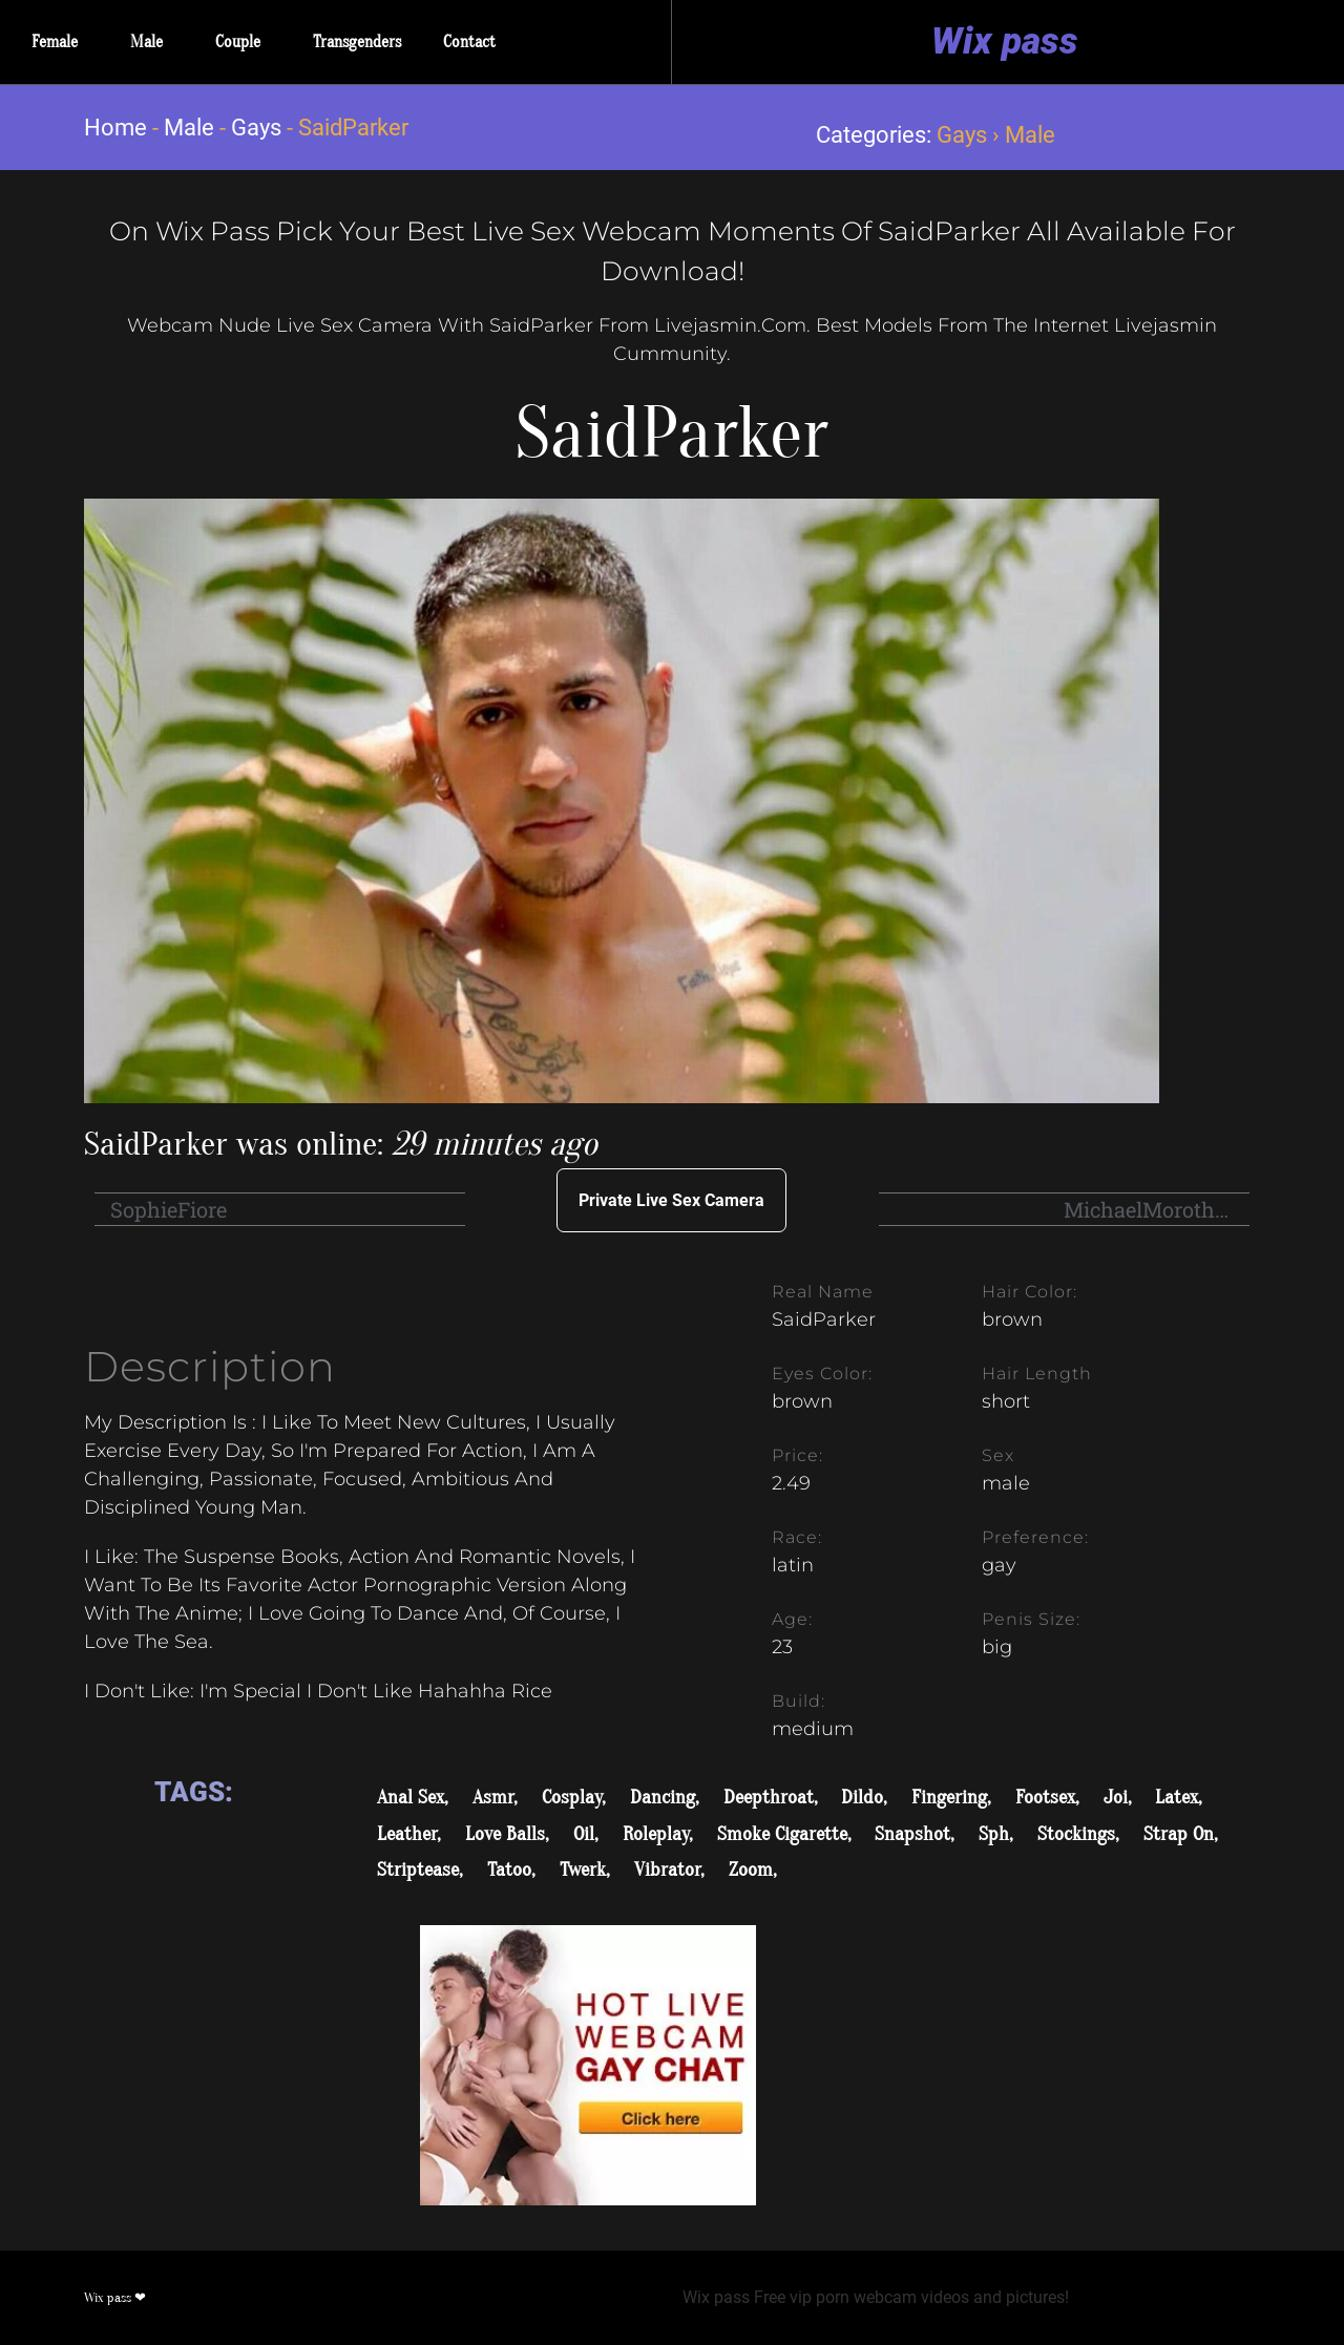 Female Male Couple Transgenders Contact
Wix pass
Home - Male - Gays - SaidParker
Categories: Gays › Male
On Wix Pass Pick Your Best Live Sex Webcam Moments Of SaidParker All Available For
Download!
Webcam Nude Live Sex Camera With SaidParker From Livejasmin.Com. Best Models From The Internet Livejasmin
Cummunity.
SaidParker
SaidParker was online: 29 minutes ago
SophieFiore
Private Live Sex Camera
MichaelMoroth...
Description
My Description Is : I Like To Meet New Cultures, I Usually
Exercise Every Day, So I'm Prepared For Action, I Am A
Challenging, Passionate, Focused, Ambitious And
Disciplined Young Man.
I Like: The Suspense Books, Action And Romantic Novels, I
Want To Be Its Favorite Actor Pornographic Version Along
With The Anime; I Love Going To Dance And, Of Course, I
Love The Sea.
I Don't Like: I'm Special I Don't Like Hahahha Rice
Real Name
SaidParker
Hair Color:
brown
Eyes Color:
brown
Hair Length
short
Price:
2.49
Sex
male
Race:
latin
Preference:
gay
Age:
23
Penis Size:
big
Build:
medium
TAGS:
Anal Sex, Asmr, Cosplay, Dancing, Deepthroat, Dildo, Fingering, Footsex, Joi, Latex,
Leather, Love Balls, Oil, Roleplay, Smoke Cigarette, Snapshot, Sph, Stockings, Strap On,
Striptease, Tatoo, Twerk, Vibrator, Zoom,
HOT LIVE
WEBCAM
GAY CHAT
Click here
Wix pass ❤
Wix pass Free vip porn webcam videos and pictures!